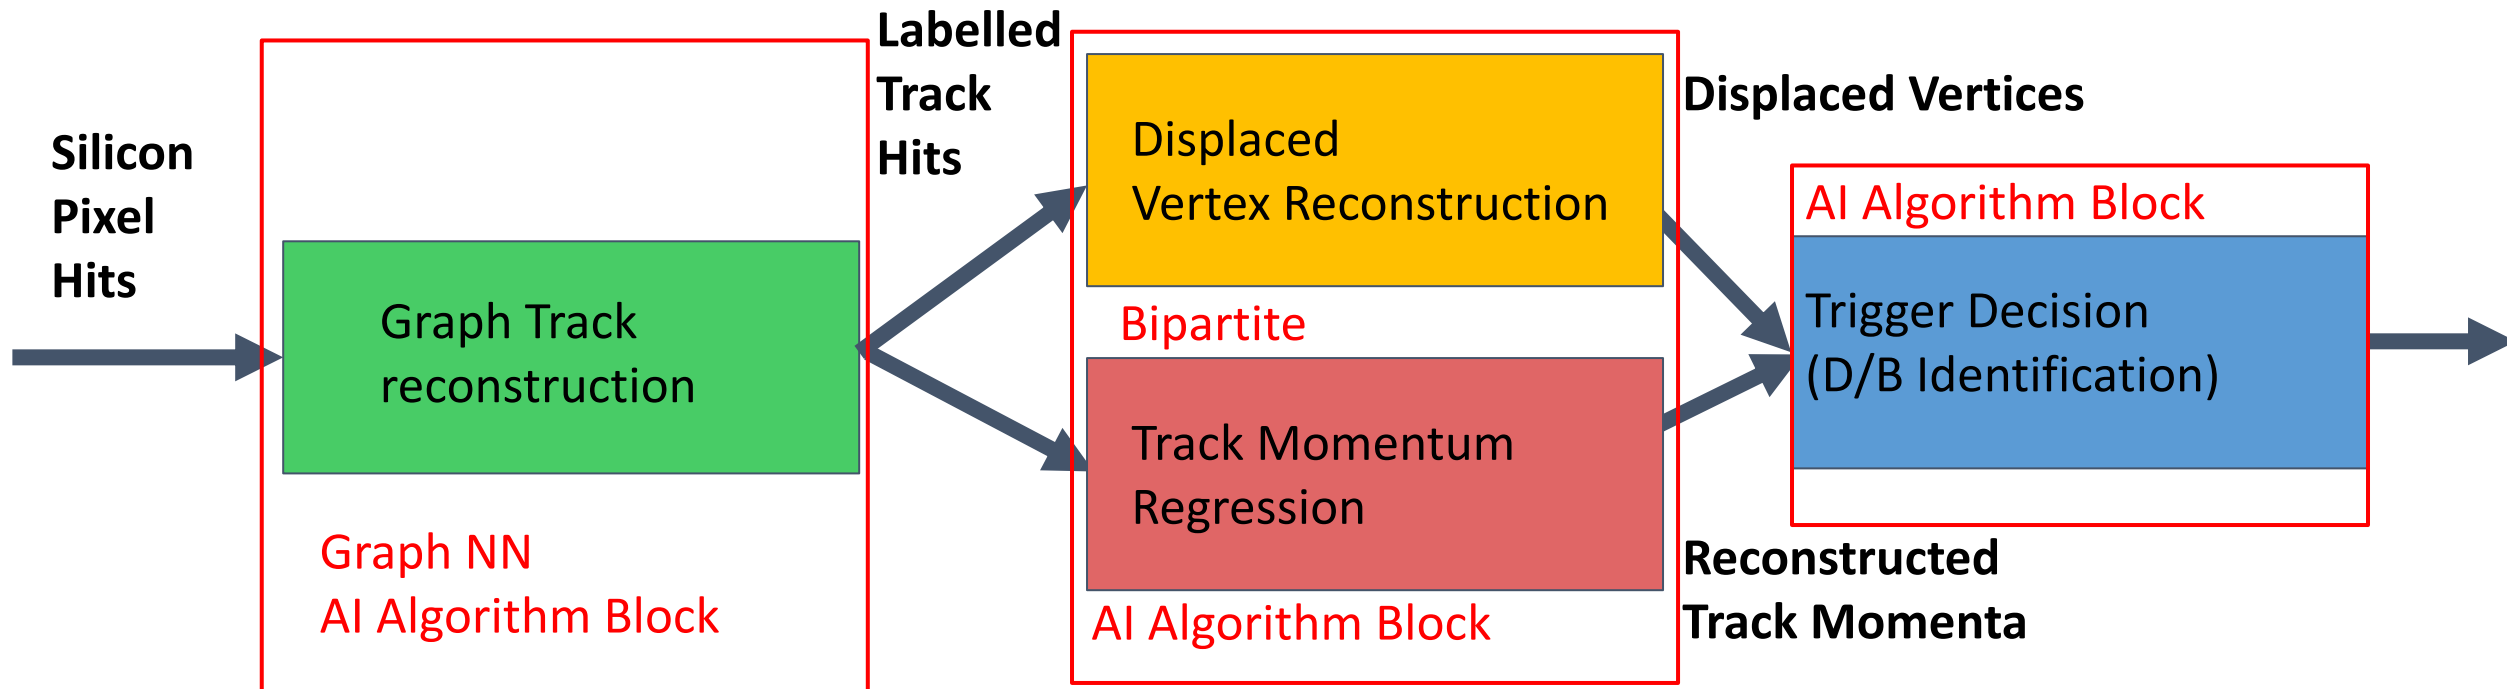 Silicon
Pixel
Hits
Graph Track
reconstruction
Graph NN
AI Algorithm Block
Labelled
Track
Hits
Displaced
Vertex Reconstruction
Bipartite
Track Momentum
Regression
AI Algorithm Block
Displaced Vertices
AI Algorithm Block
Trigger Decision
(D/B Identification)
Reconstructed
Track Momenta